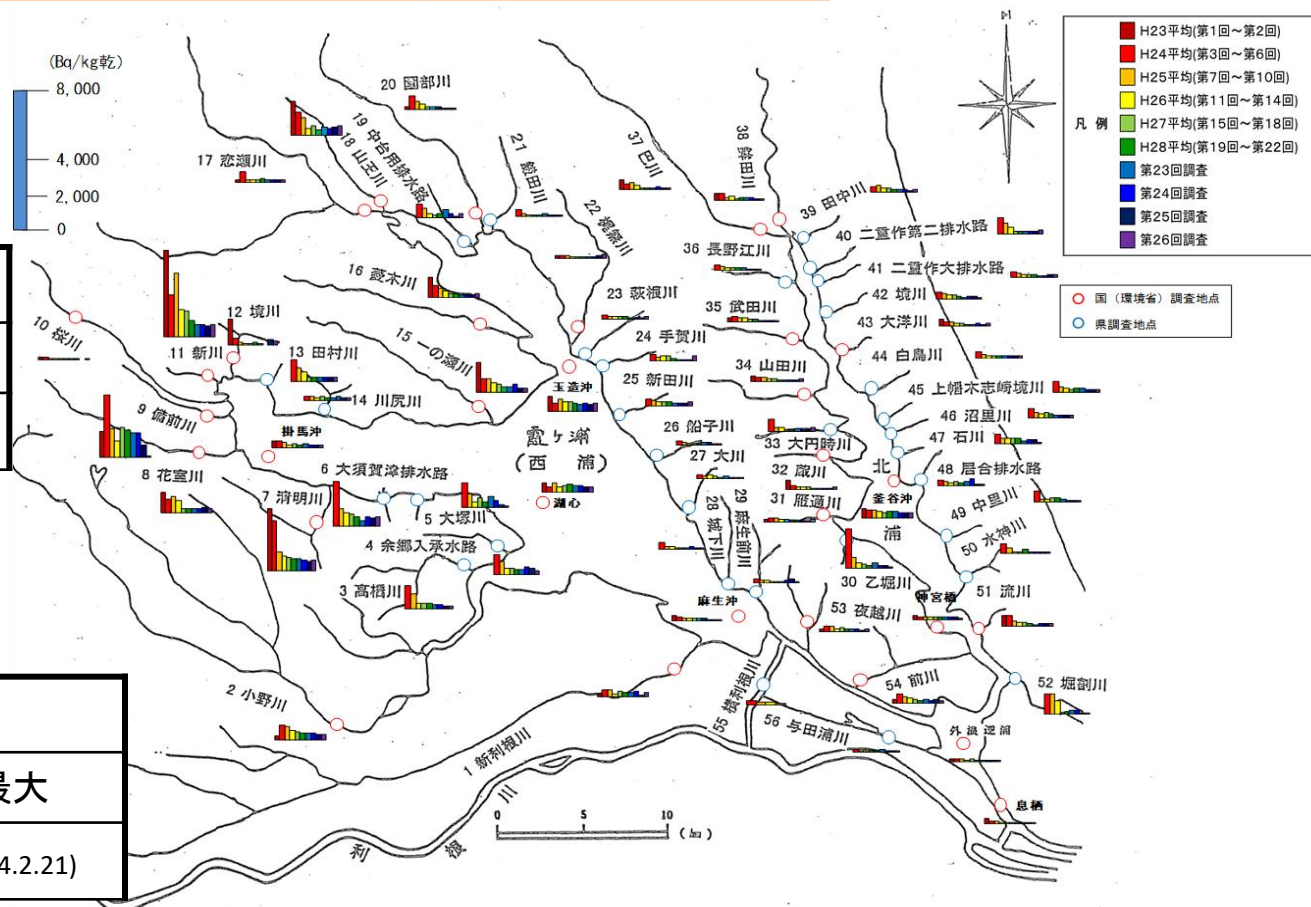 (Bq/kg乾)
8,000
4,000
2,000
0
凡 例
H23平均(第1回～第2回)
H24平均(第3回～第6回)
H25平均(第7回～第10回)
H26平均(第11回～第14回)
H27平均(第15回～第18回)
H28平均(第19回～第22回)
第23回調査
第24回調査
第25回調査
第26回調査
国（環境省）調査地点
県調査地点
20 園部川
19 中台用排水路
18 山王川
17 恋瀬川
21 鎌田川
22 梶無川
37 巴川
38 鉾田川
39 田中川
40 二重作第二排水路
41 二重作大排水路
36 長野江川
42 境川
43 大洋川
35 武田川
44 白鳥川
34 山田川
45 上幡木志崎境川
46 沼里川
47 石川
33 大円時川
48 居合排水路
32 蔵川
31 雁通川
49 中里川
50 水神川
51 流川
30 乙堀川
神宮橋
釜谷沖
北
浦
16 菱木川
23 萩根川
24 手賀川
25 新田川
26 船子川
27 大川
28 城下川
29 麻生前川
玉造沖
霞ヶ浦
(西 浦)
湖心
麻生沖
10 桜川
11 新川
12 境川
13 田村川
14 川尻川
15 一の瀬川
9 備前川
掛馬沖
8 花室川
7 清明川
6 大須賀津排水路
5 大塚川
4 余郷入承水路
3 高橋川
2 小野川
1 新利根川
53 夜越川
54 前川
52 堀割川
55 横利根川
56 与田浦川
外浪逆浦
息栖
利 根 川
0
5
10
(㎞)
最大
4.2.21)